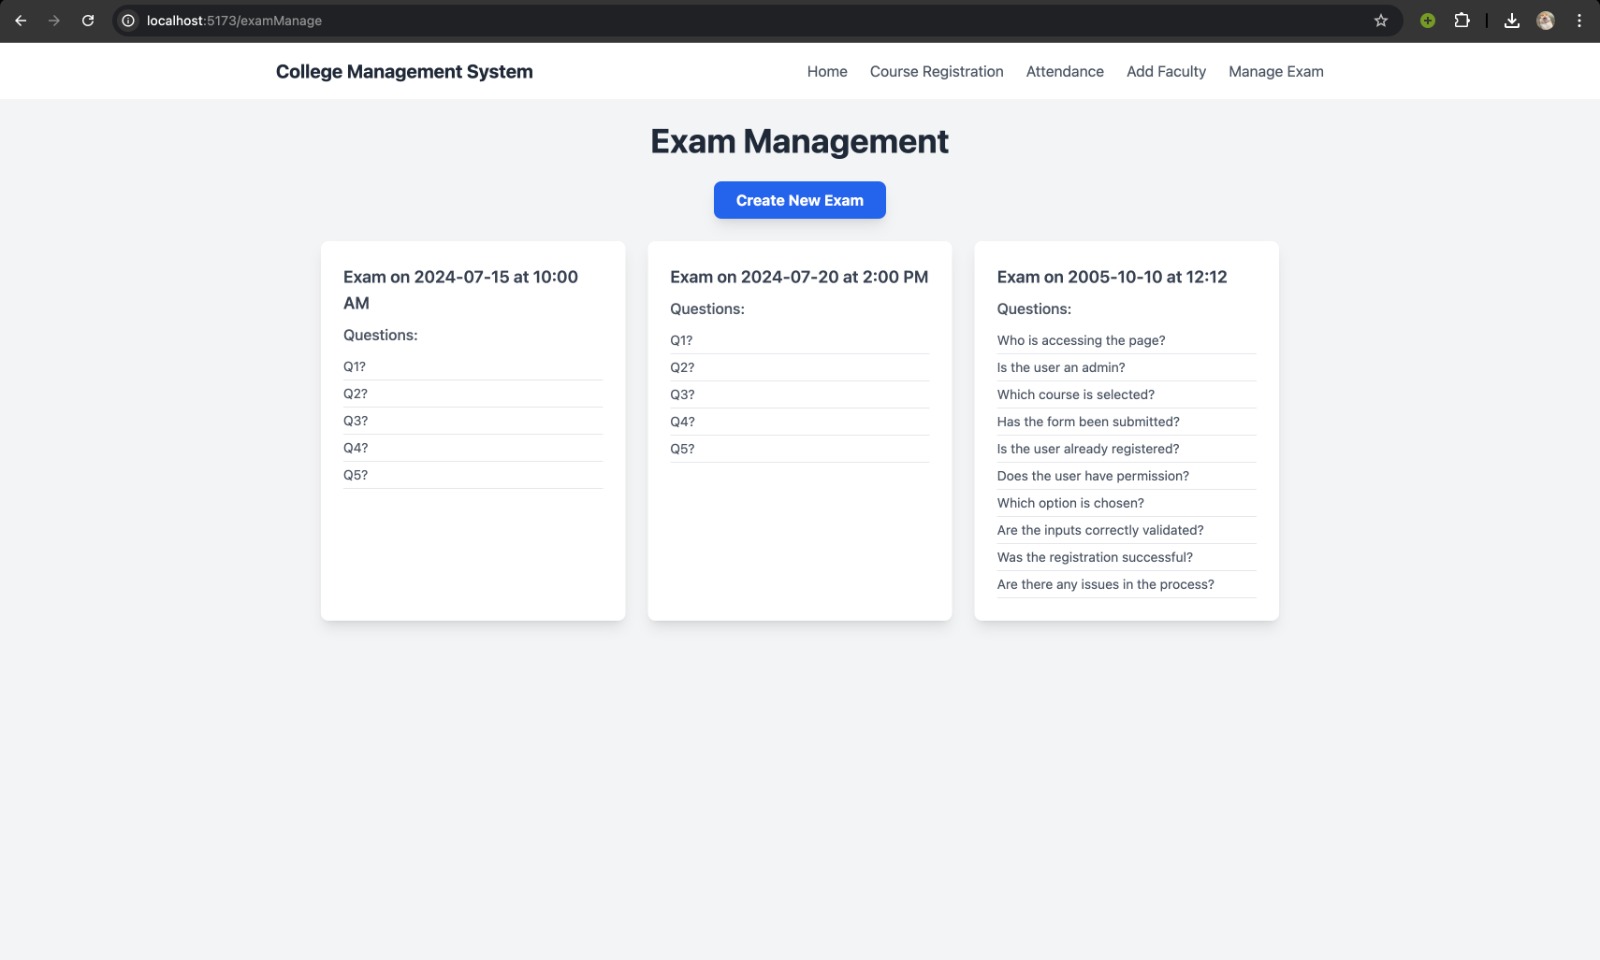 localhost:5173/examManage
College Management System
Home Course Registration Attendance Add Faculty Manage Exam
Exam Management
Create New Exam
Exam on 2024-07-15 at 10:00
AM
Questions:
Q1?
Q2?
Q3?
Q4?
Q5?
Exam on 2024-07-20 at 2:00 PM
Questions:
Q1?
Q2?
Q3?
Q4?
Q5?
Exam on 2005-10-10 at 12:12
Questions:
Who is accessing the page?
Is the user an admin?
Which course is selected?
Has the form been submitted?
Is the user already registered?
Does the user have permission?
Which option is chosen?
Are the inputs correctly validated?
Was the registration successful?
Are there any issues in the process?